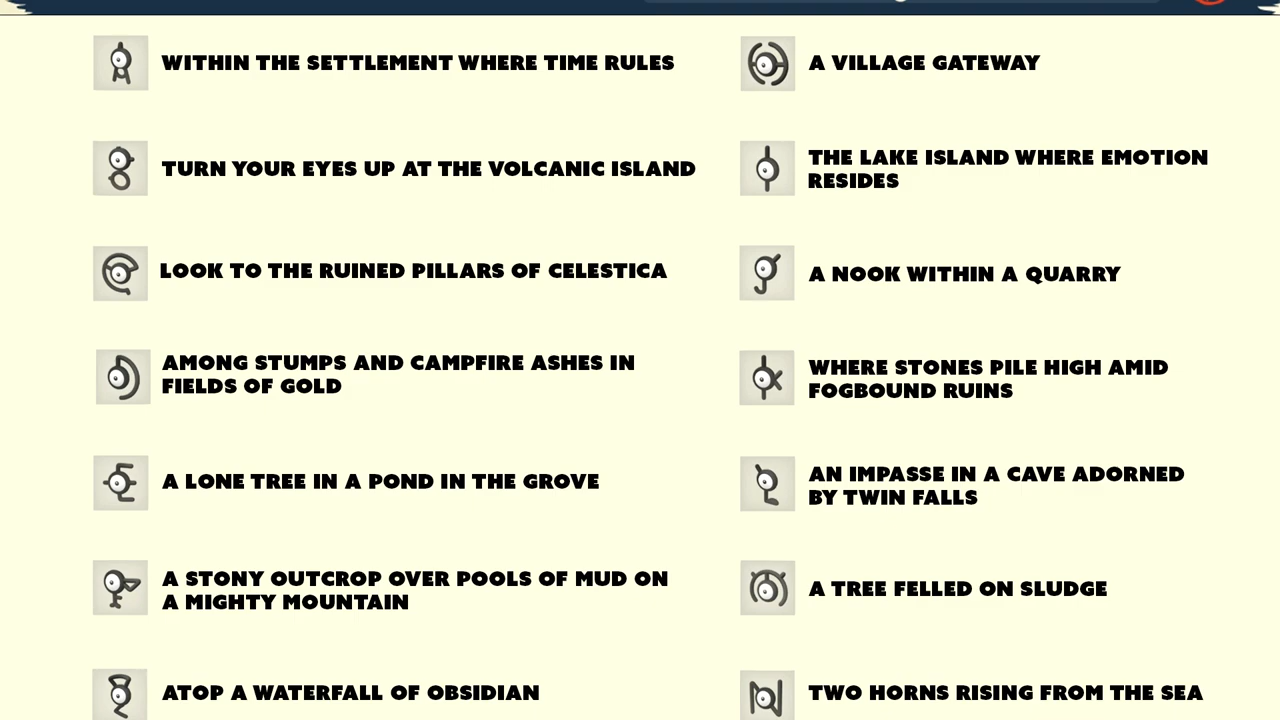 WITHIN THE SETTLEMENT WHERE TIME RULES
TURN YOUR EYES UP AT THE VOLCANIC ISLAND
LOOK TO THE RUINED PILLARS OF CELESTICA
AMONG STUMPS AND CAMPFIRE ASHES IN
FIELDS OF GOLD
A LONE TREE IN A POND IN THE GROVE
A STONY OUTCROP OVER POOLS OF MUD ON
A MIGHTY MOUNTAIN
ATOP A WATERFALL OF OBSIDIAN
A VILLAGE GATEWAY
THE LAKE ISLAND WHERE EMOTION
RESIDES
A NOOK WITHIN A QUARRY
WHERE STONES PILE HIGH AMID
FOGBOUND RUINS
AN IMPASSE IN A CAVE ADORNED
BY TWIN FALLS
A TREE FELLED ON SLUDGE
TWO HORNS RISING FROM THE SEA